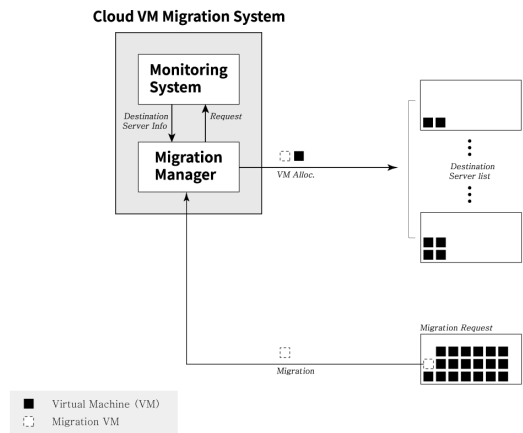 Cloud VM Migration System
Monitoring
System
Destination
Server Info
Request
Migration
Manager
VM Alloc.
Destination
Server list
Migration Request
Migration
Virtual Machine (VM)
Migration VM